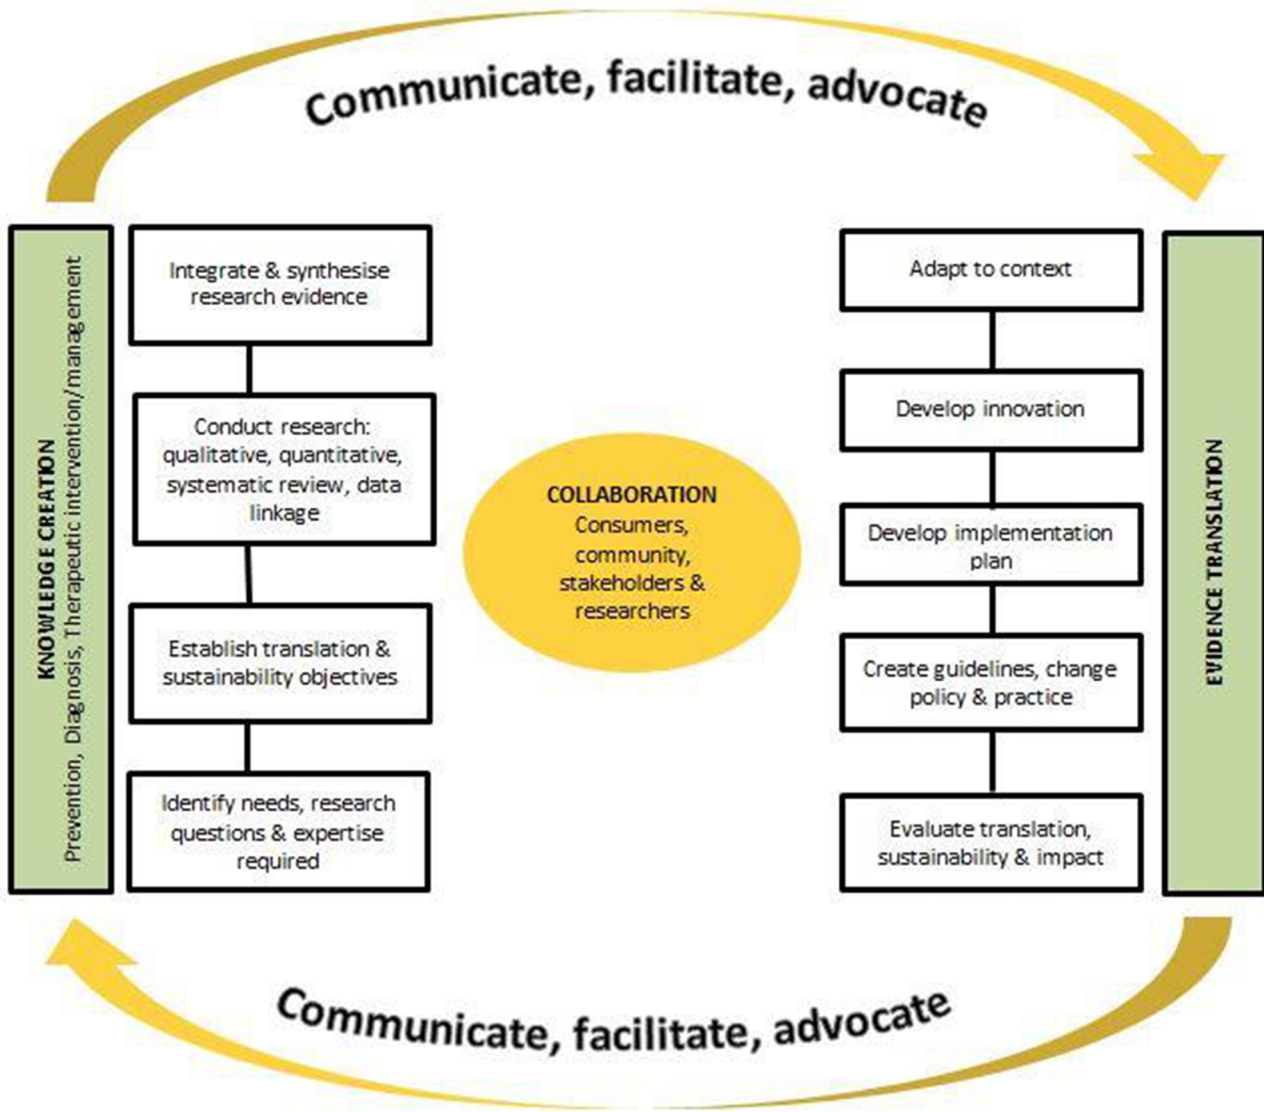 Communicate, facilitate, advocate
KNOWLEDGE CREATION
Prevention, Diagnosis, Therapeutic intervention/management
Integrate & synthesise
research evidence
Conduct research:
qualitative, quantitative,
systematic review, data
linkage
Establish translation &
sustainability objectives
Identify needs, research
questions & expertise
required
COLLABORATION
Consumers,
community,
stakeholders &
researchers
Adapt to context
Develop innovation
Develop implementation
plan
Create guidelines, change
policy & practice
Evaluate translation,
sustainability & impact
EVIDENCE TRANSLATION
Communicate, facilitate, advocate